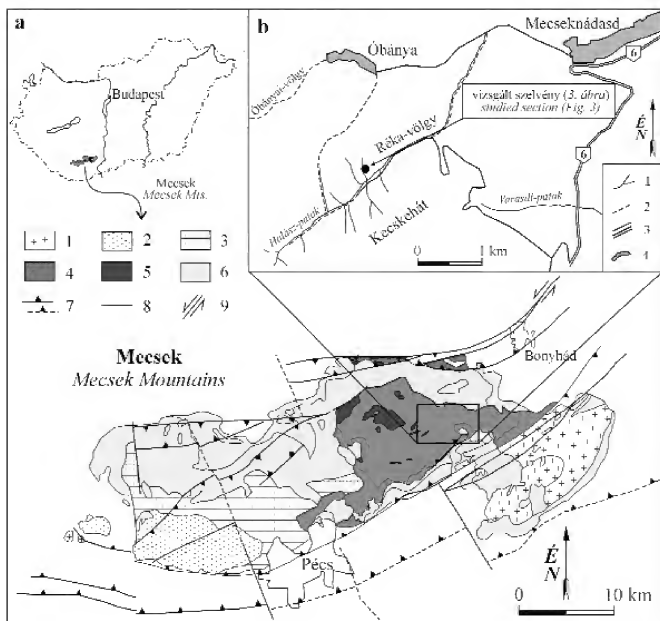 a
Budapest
Mecsek
Mecsek Mts.
1
2
3
4
5
6
7
8
9
b
Mecseknádasd
Óbánya
6
Óbányai-völgy
vizsgált szelvény (3. ábra)
studied section (Fig. 3)
É
N
Réka-völgy
6
Kecskehát
Halász-patak
Vorasdi-patak
0
1 km
1
2
3
4
Mecsek
Mecsek Mountains
Bonyhád
Pécs
É
N
0
10 km